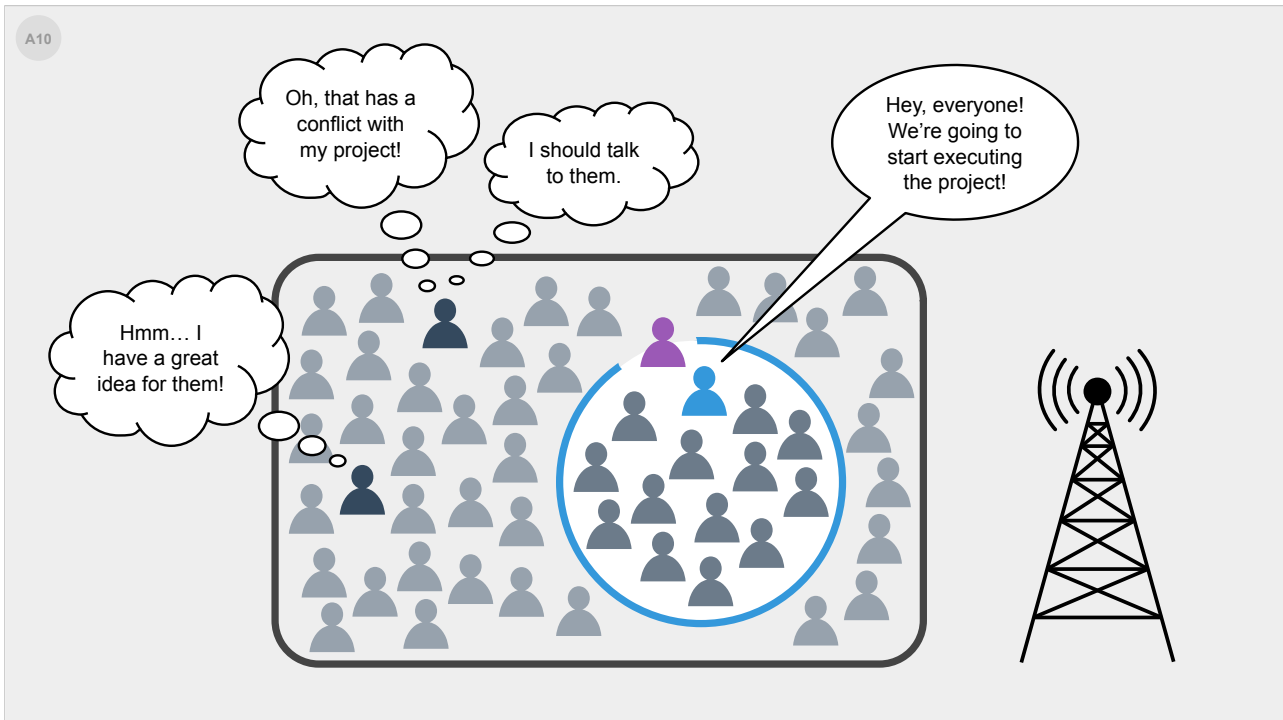 A10
Oh, that has a
conflict with
my project!
I should talk
to them.
Hey, everyone!
We’re going to
start executing
the project!
Hmm… I
have a great
idea for them!